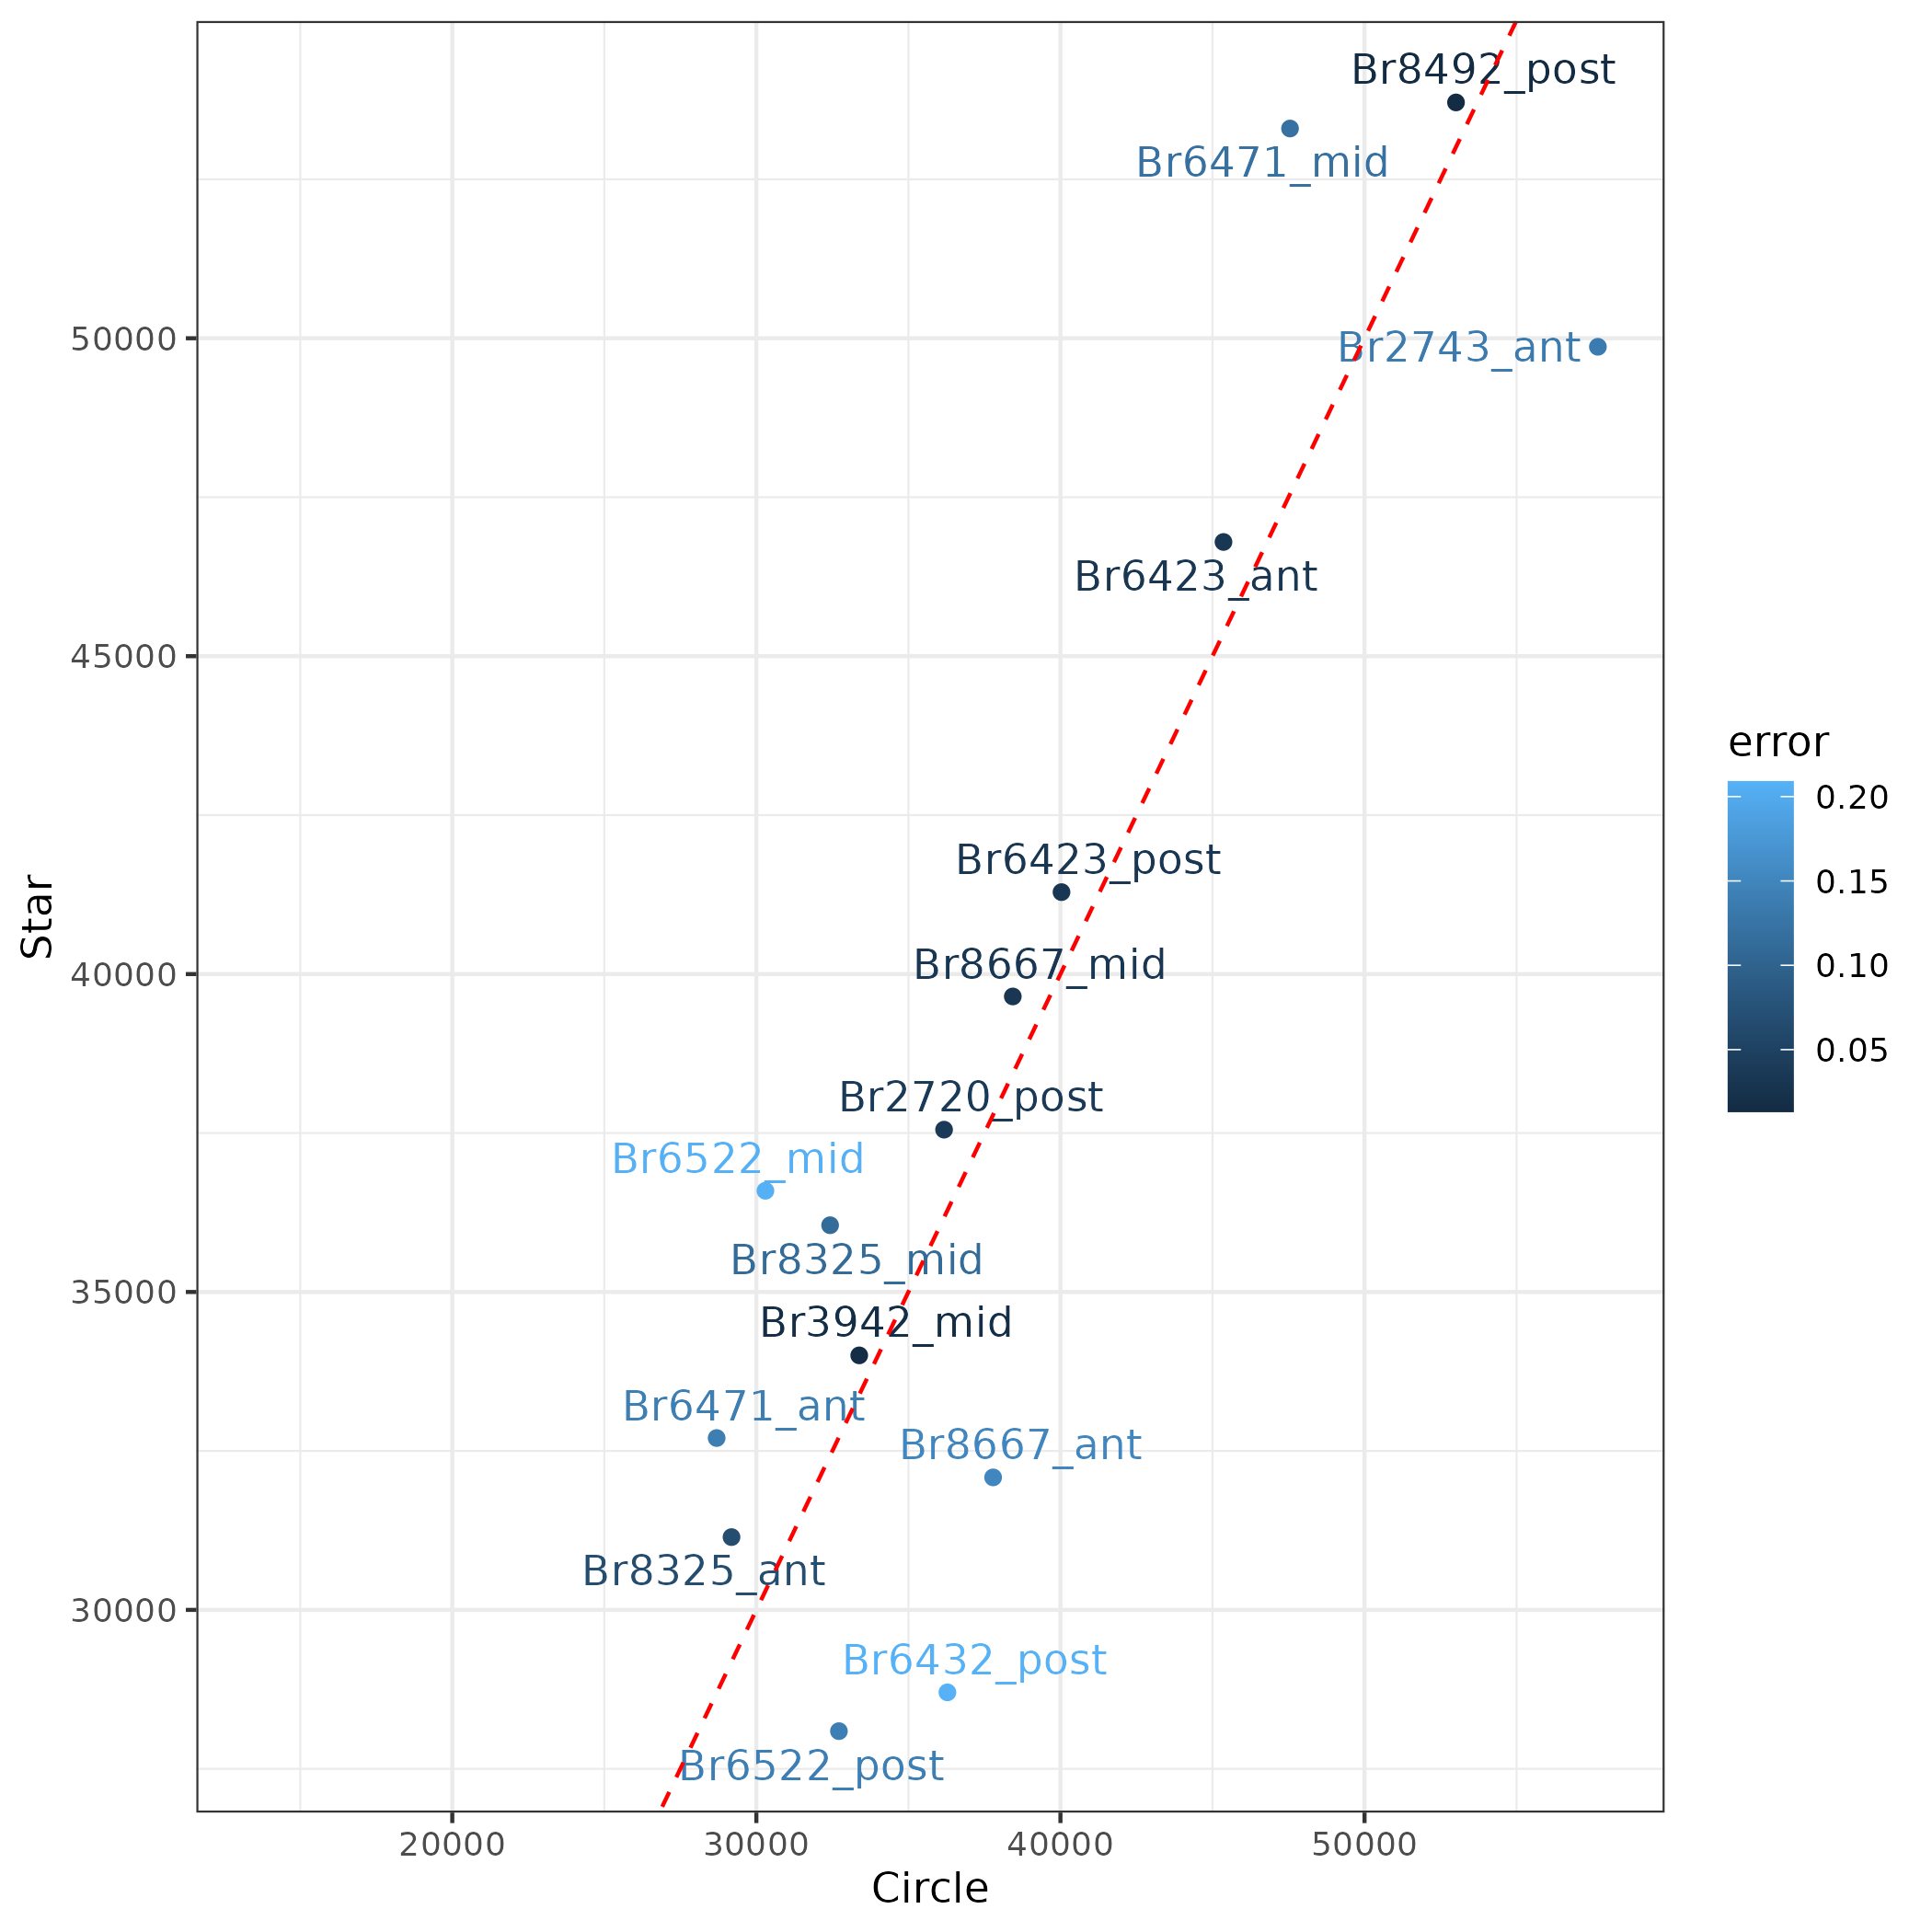 Br8492_post
Br6471_mid
Br2743_ant
Br6423_ant
Br6423_post
Br8667_mid
Br2720_post
Br6522_mid
Br8325_mid
Br3942_mid
Br6471_ant
Br8667_ant
Br8325_ant
Br6432_post
Br6522_post
50000
45000
40000
35000
30000
Star
20000 30000 40000 50000
Circle
error
0.20
0.15
0.10
0.05